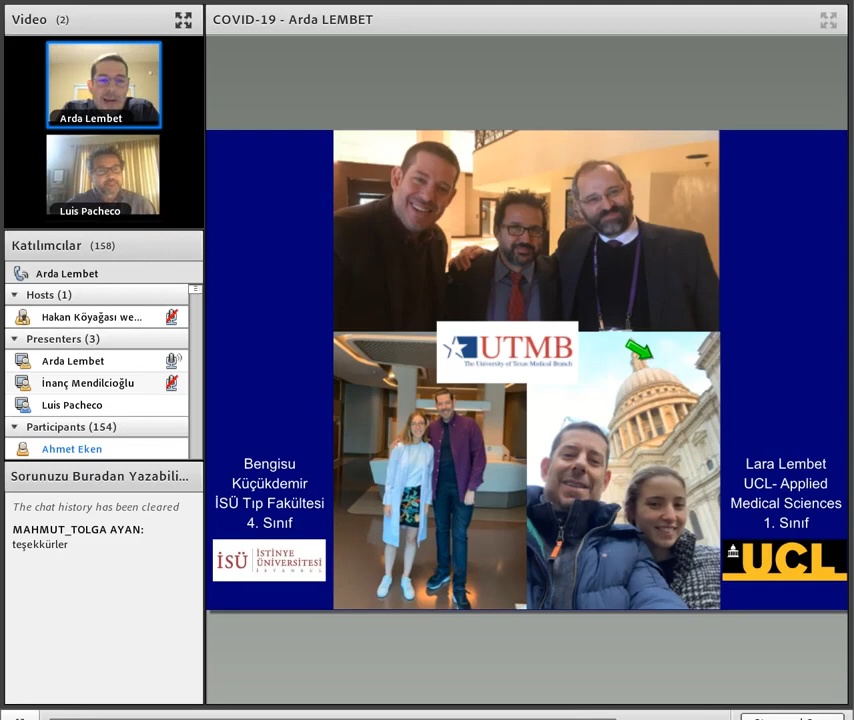 Video (2)
Arda Lembet
Luis Pacheco
Katılımcılar (158)
Arda Lembet
Hosts (1)
Hakan Köyağası we...
Presenters (3)
Arda Lembet
İnanç Mendilcioğlu
Luis Pacheco
Participants (154)
Ahmet Eken
Sorunuzu Buradan Yazabili...
The chat history has been cleared
MAHMUT_TOLGA AYAN:
teşekkürler
COVID-19 - Arda LEMBET
UTMB
The University of Texas Medical Branch
Bengisu
Küçükdemir
İSÜ Tıp Fakültesi
4. Sınıf
İSÜ
İSTİNYE
ÜNİVERSİTESİ
İSTANBUL
Lara Lembet
UCL- Applied
Medical Sciences
1. Sınıf
UCL